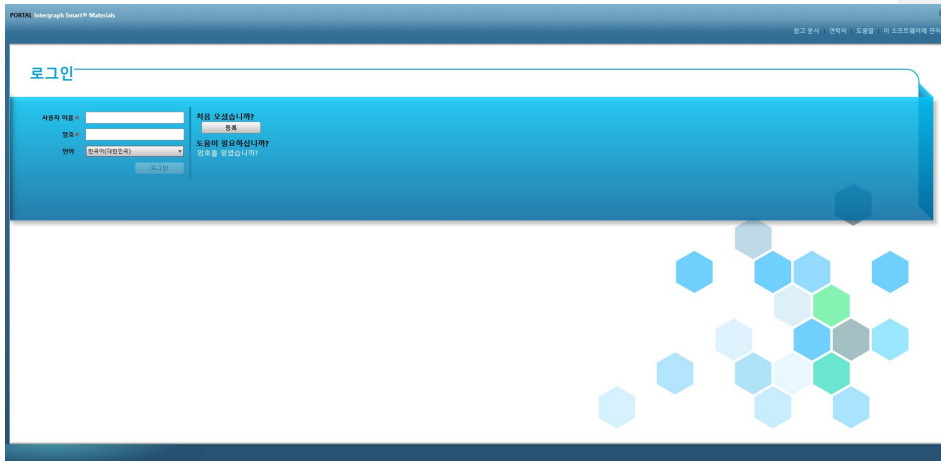 PORTAL Intergraph Smart® Materials
참고 문서 | 연락처 | 도움말 | 이 소프트웨어에 관하
로그인
사용자 이름 *
암호 *
언어 한국어(대한민국)
로그인
처음 오셨습니까?
등록
도움이 필요하십니까?
암호를 잊었습니까?